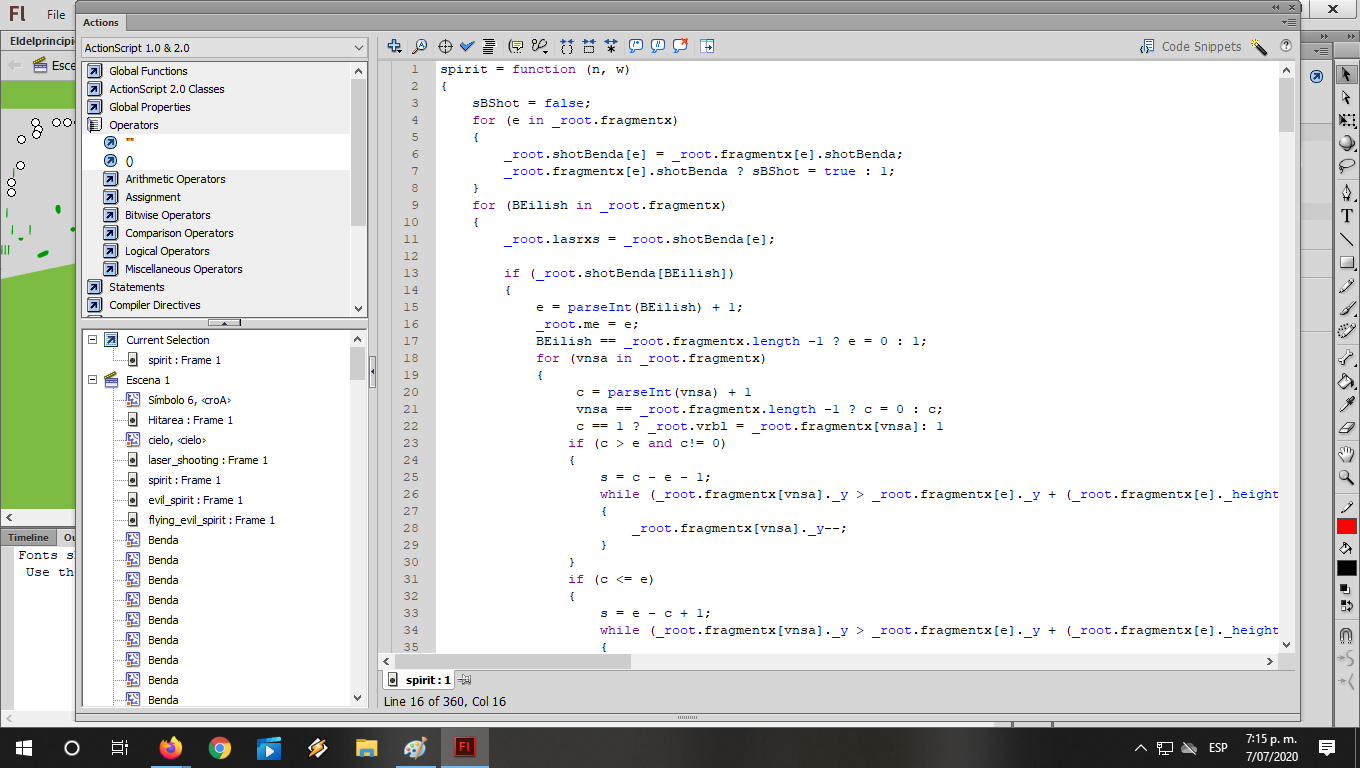 Fl File
Actions
Eldelprincipi
ActionScript 1.0 & 2.0
Code Snippets
Esce
Global Functions
ActionScript 2.0 Classes
Global Properties
Operators
""
()
Arithmetic Operators
Assignment
Bitwise Operators
Comparison Operators
Logical Operators
Miscellaneous Operators
Statements
Compiler Directives
Current Selection
spirit : Frame 1
Escena 1
Símbolo 6, <croA>
Hitarea : Frame 1
cielo, <cielo>
laser_shooting : Frame 1
spirit : Frame 1
evil_spirit : Frame 1
flying_evil_spirit : Frame 1
Benda
Benda
Benda
Benda
Benda
Benda
Benda
Benda
Benda
1 spirit = function (n, w)
2 {
3 sBShot = false;
4 for (e in _root.fragmentx)
5 {
6 _root.shotBenda[e] = _root.fragmentx[e].shotBenda;
7 _root.fragmentx[e].shotBenda ? sBShot = true : 1;
8 }
9 for (BEilish in _root.fragmentx)
10 {
11 _root.lasrxs = _root.shotBenda[e];
12
13 if (_root.shotBenda[BEilish])
14 {
15 e = parseInt(BEilish) + 1;
16 _root.me = e;
17 BEilish == _root.fragmentx.length -1 ? e = 0 : 1;
18 for (vnsa in _root.fragmentx)
19 {
20 c = parseInt(vnsa) + 1
21 vnsa == _root.fragmentx.length -1 ? c = 0 : c;
22 c == 1 ? _root.vrbl = _root.fragmentx[vnsa]: 1
23 if (c > e and c!= 0)
24 {
25 s = c - e - 1;
26 while (_root.fragmentx[vnsa]._y > _root.fragmentx[e]._y + (_root.fragmentx[e]._height
27 {
28 _root.fragmentx[vnsa]._y--;
29 }
30 }
31 if (c <= e)
32 {
33 s = e - c + 1;
34 while (_root.fragmentx[vnsa]._y > _root.fragmentx[e]._y + (_root.fragmentx[e]._height
35 {
spirit : 1
Line 16 of 360, Col 16
Timeline Ou
Fonts s
Use th
Fl
ESP
7:15 p. m.
7/07/2020